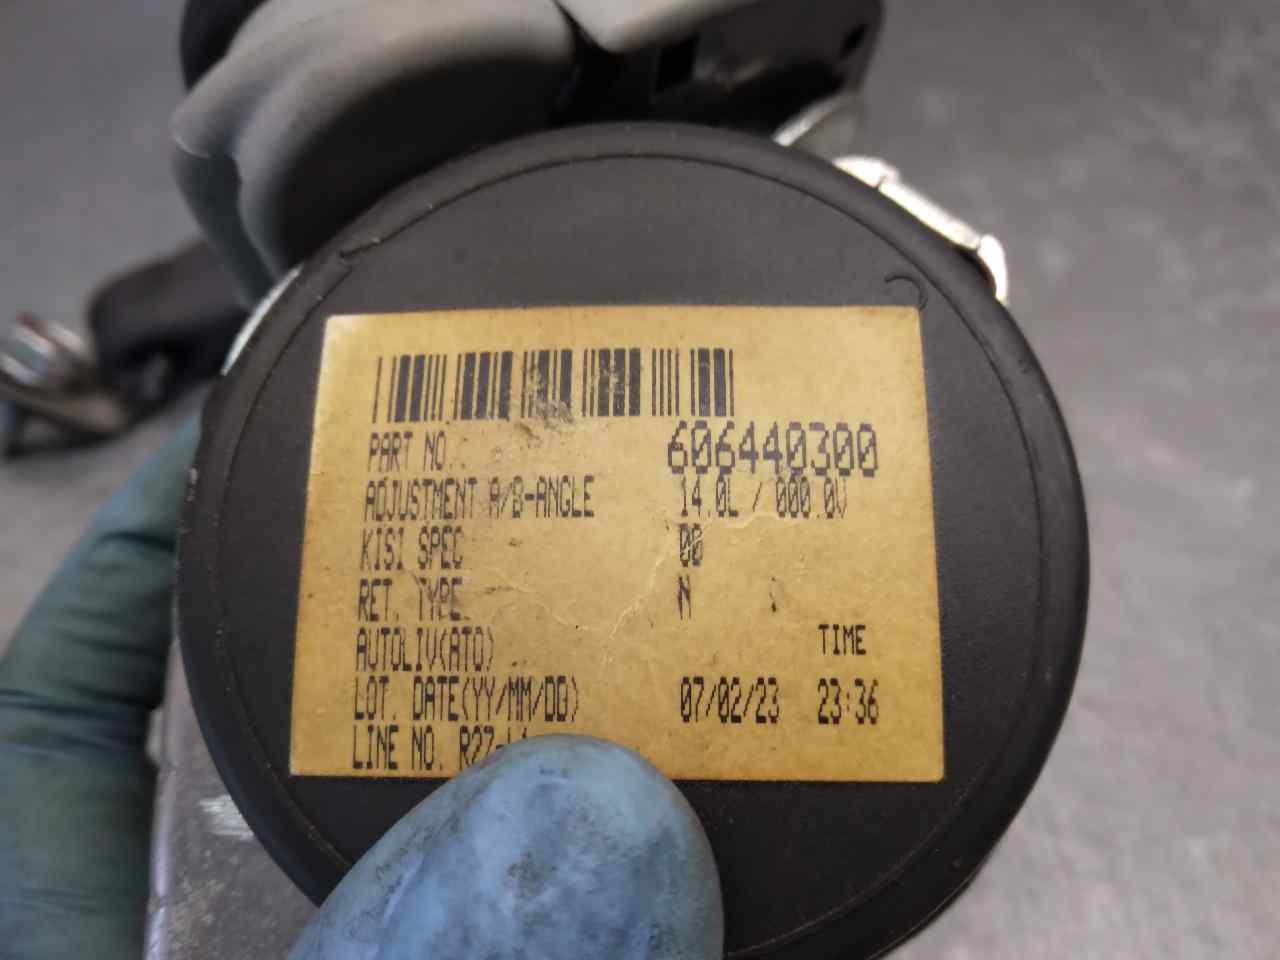 PART NO.: 606440300
ADJUSTMENT A/B-ANGLE 14.0L / 000.0V
KISI SPEC 00
RET. TYPE N
AUTOLIV(ATO) TIME
LOT. DATE(YY/MM/DD) 07/02/23 23:36
LINE NO.